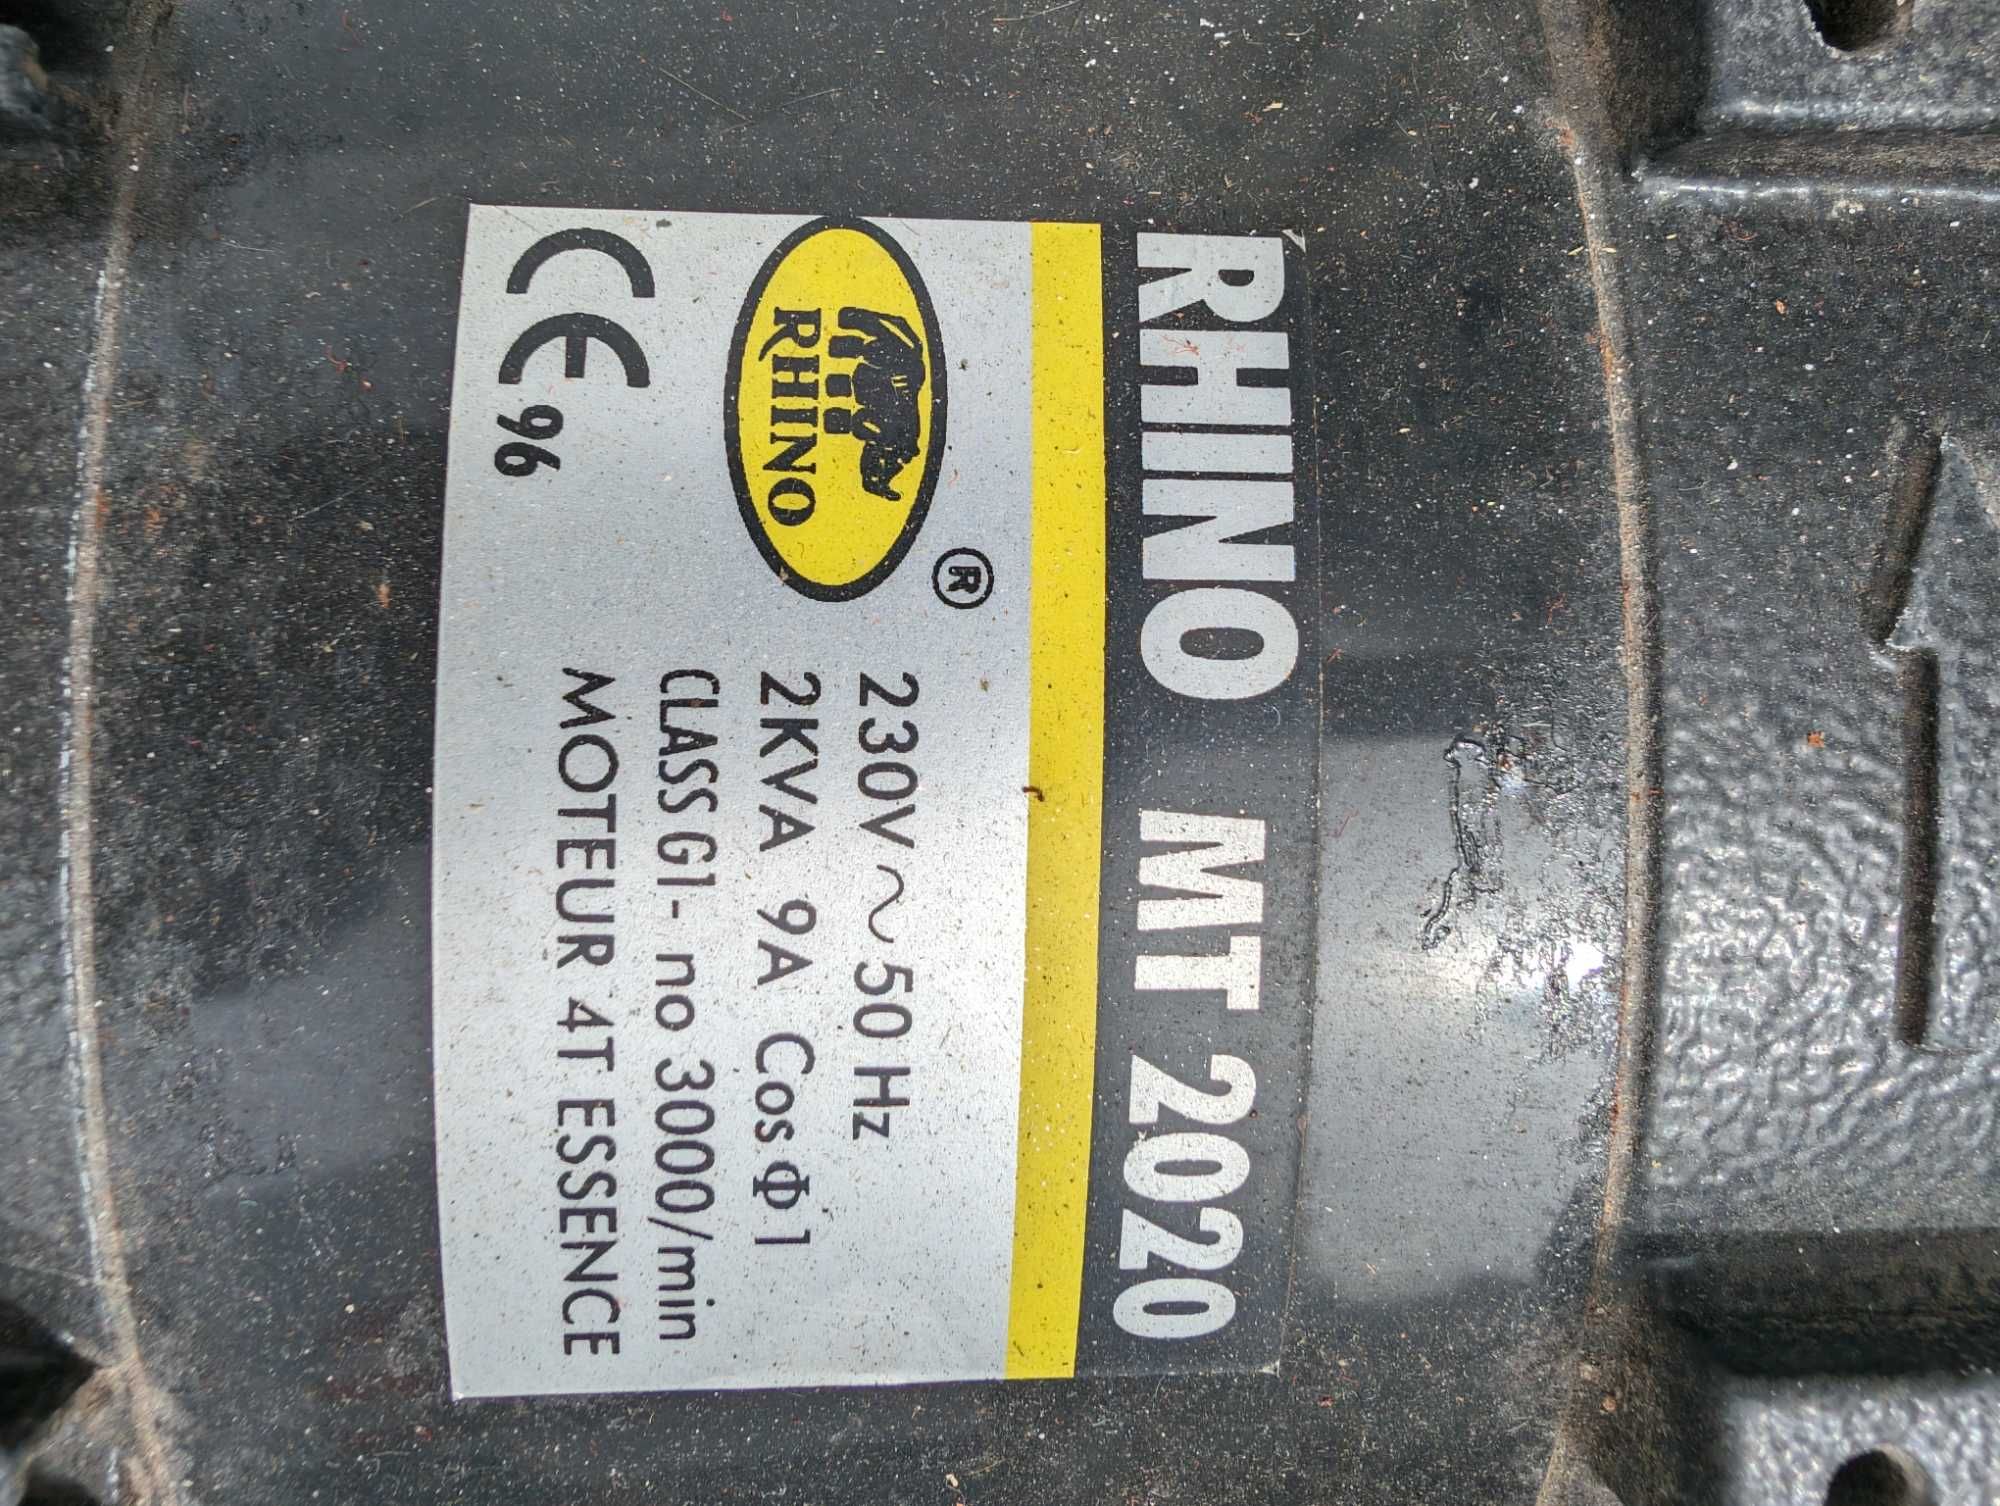 RHINO MT 2020
RHINO
®
230V ~ 50 Hz
2KVA 9A Cos Φ 1
CLASS G1 - no 3000/min
MOTEUR 4T ESSENCE
CE 96